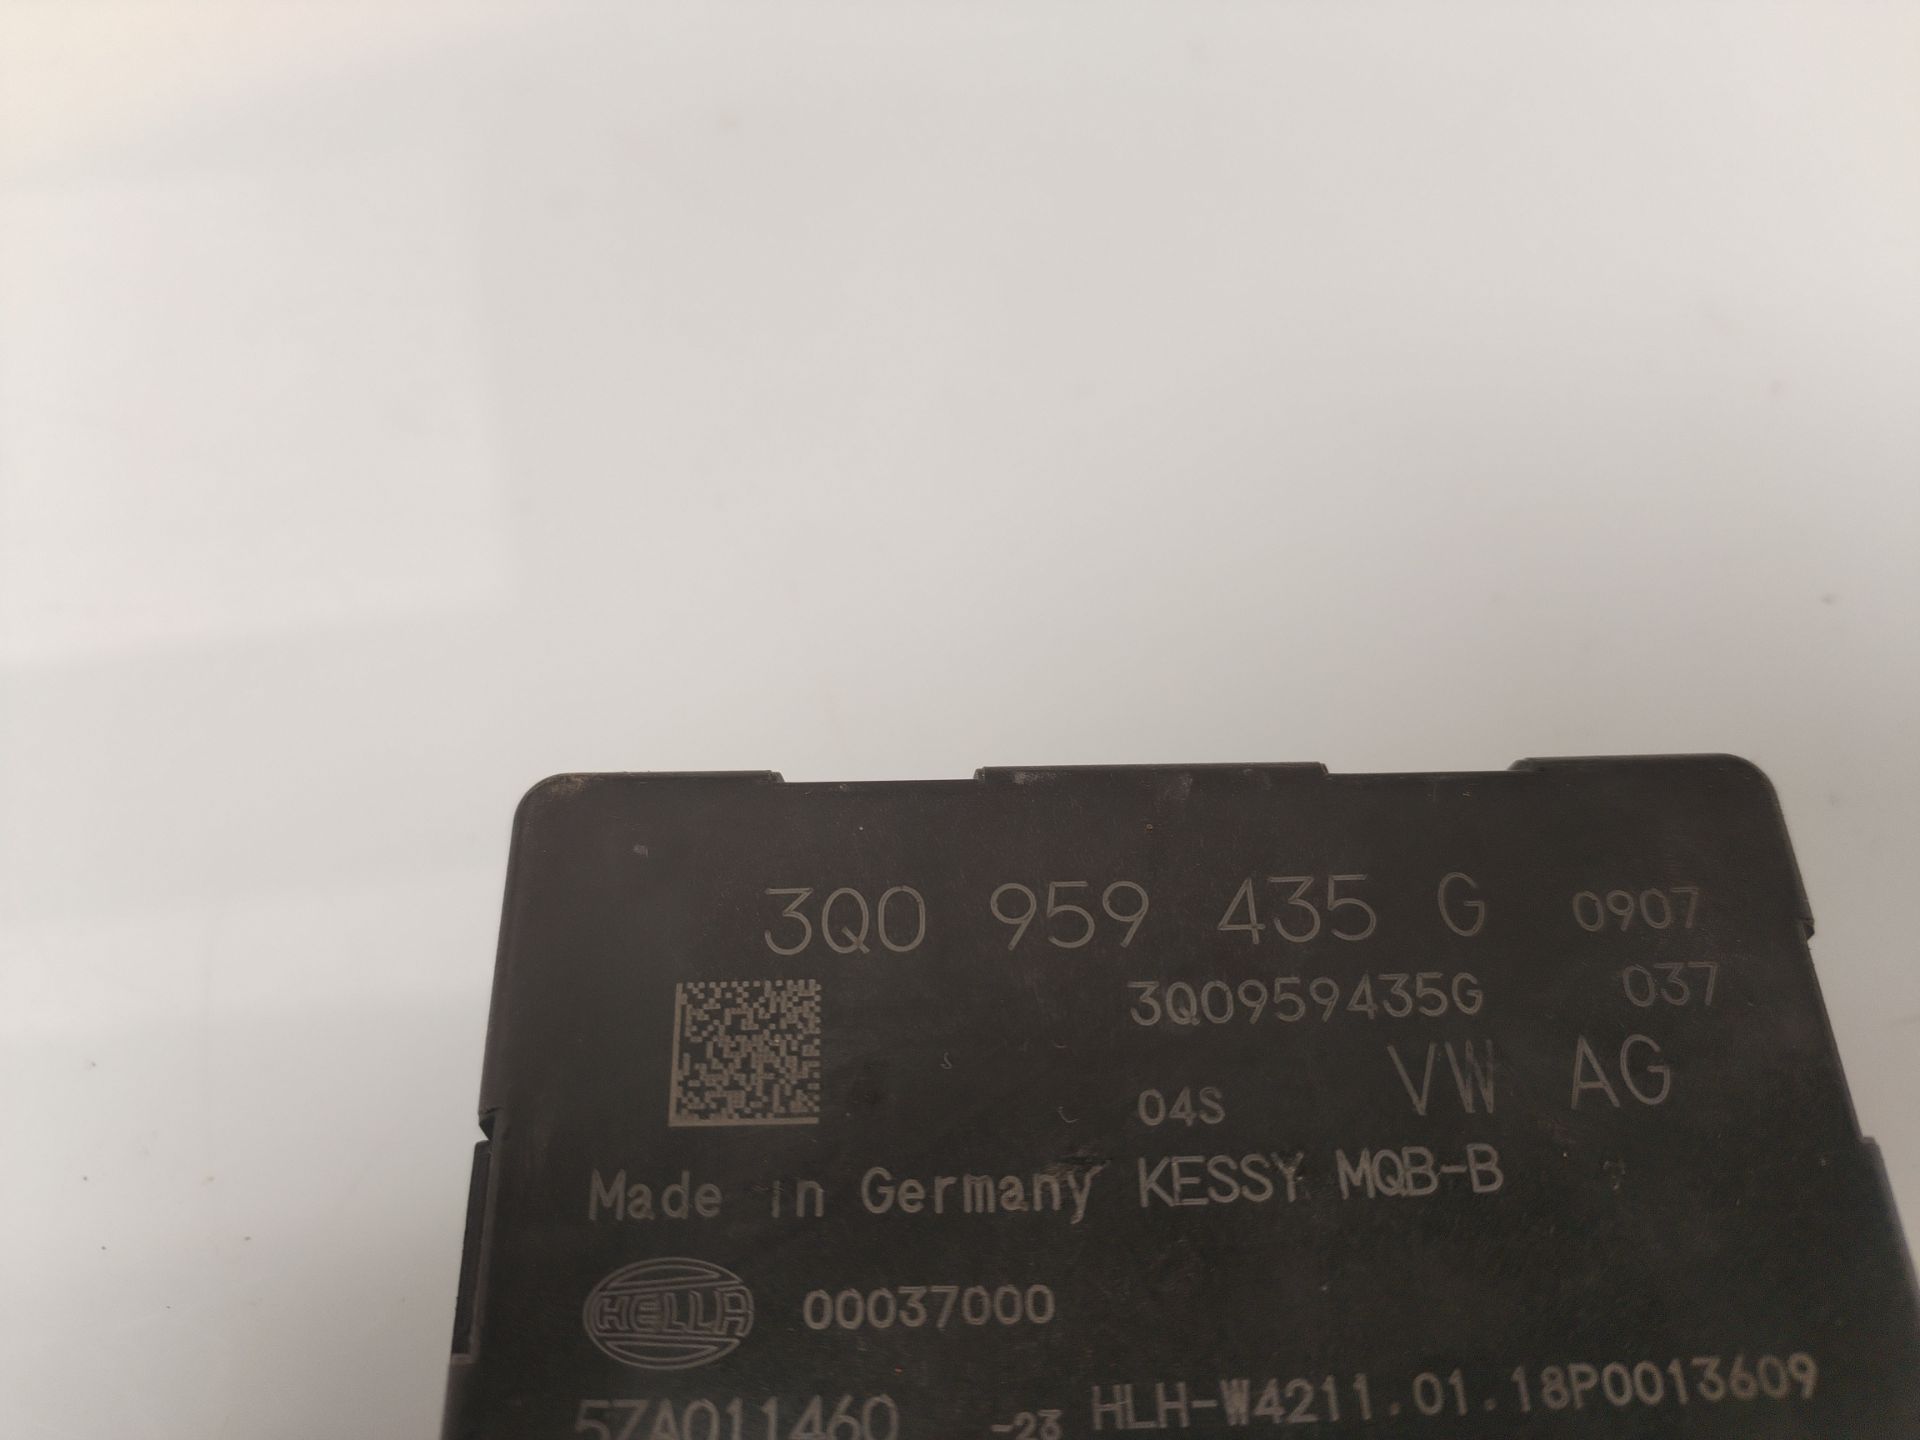 3Q0 959 435 G 0907
3Q0959435G 037
04S VW AG
Made in Germany KESSY MQB-B
HELLA 00037000
5ZA011460 -23 HLH-W4211.01.18P0013609